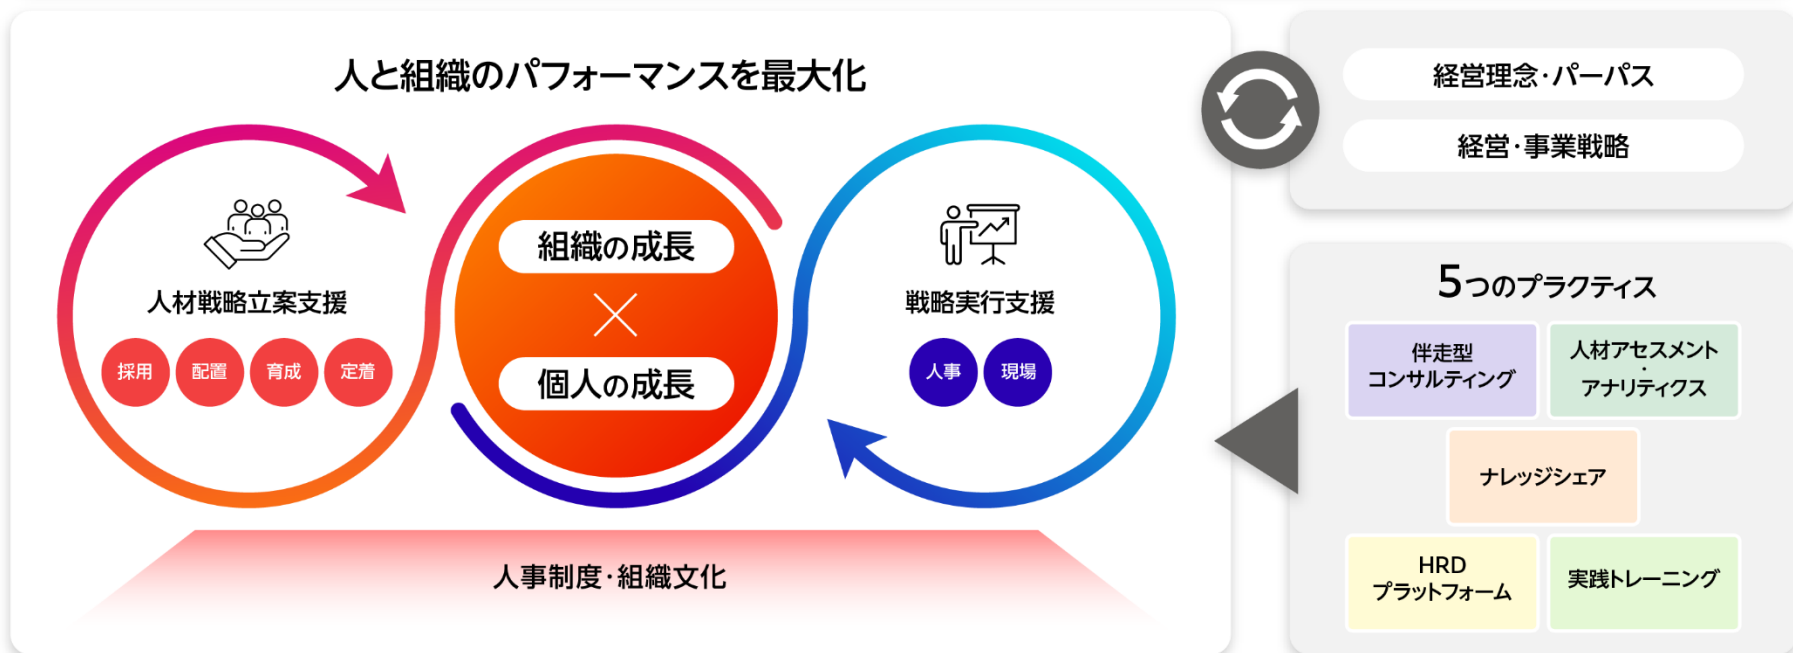 人と組織のパフォーマンスを最大化
人材戦略立案支援
採用
配置
育成
定着
組織の成長
×
個人の成長
戦略実行支援
人事
現場
人事制度・組織文化
経営理念・パーパス
経営・事業戦略
5つのプラクティス
伴走型
コンサルティング
人材アセスメント
・
アナリティクス
ナレッジシェア
HRD
プラットフォーム
実践トレーニング